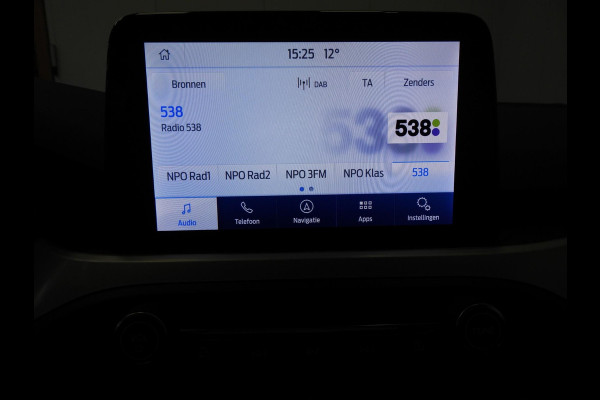 15:25 12°
Bronnen DAB TA Zenders
538
Radio 538
538
538
NPO Rad1 NPO Rad2 NPO 3FM NPO Klas 538
Audio Telefoon Navigatie Apps Instellingen